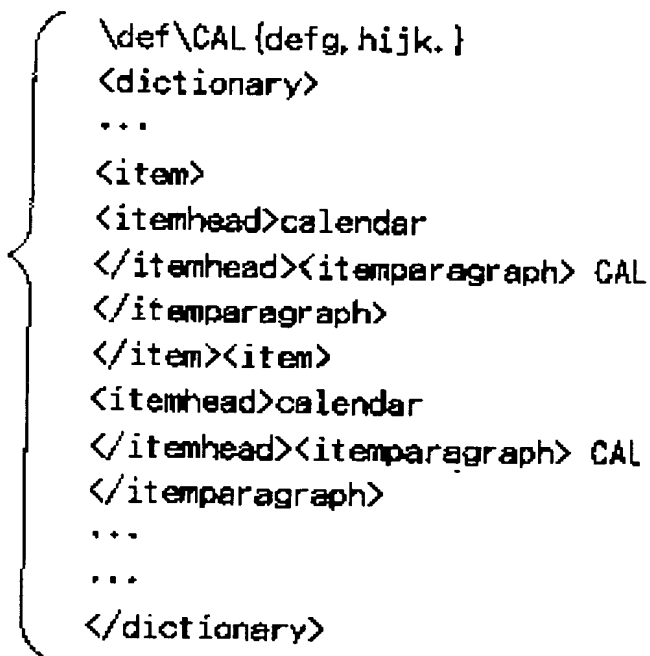 \def\CAL{defg, hijk. }
<dictionary>
...
<item>
<itemhead>calendar
</itemhead><itemparagraph> CAL
</itemparagraph>
</item><item>
<itemhead>calendar
</itemhead><itemparagraph> CAL
</itemparagraph>
...
...
</dictionary>